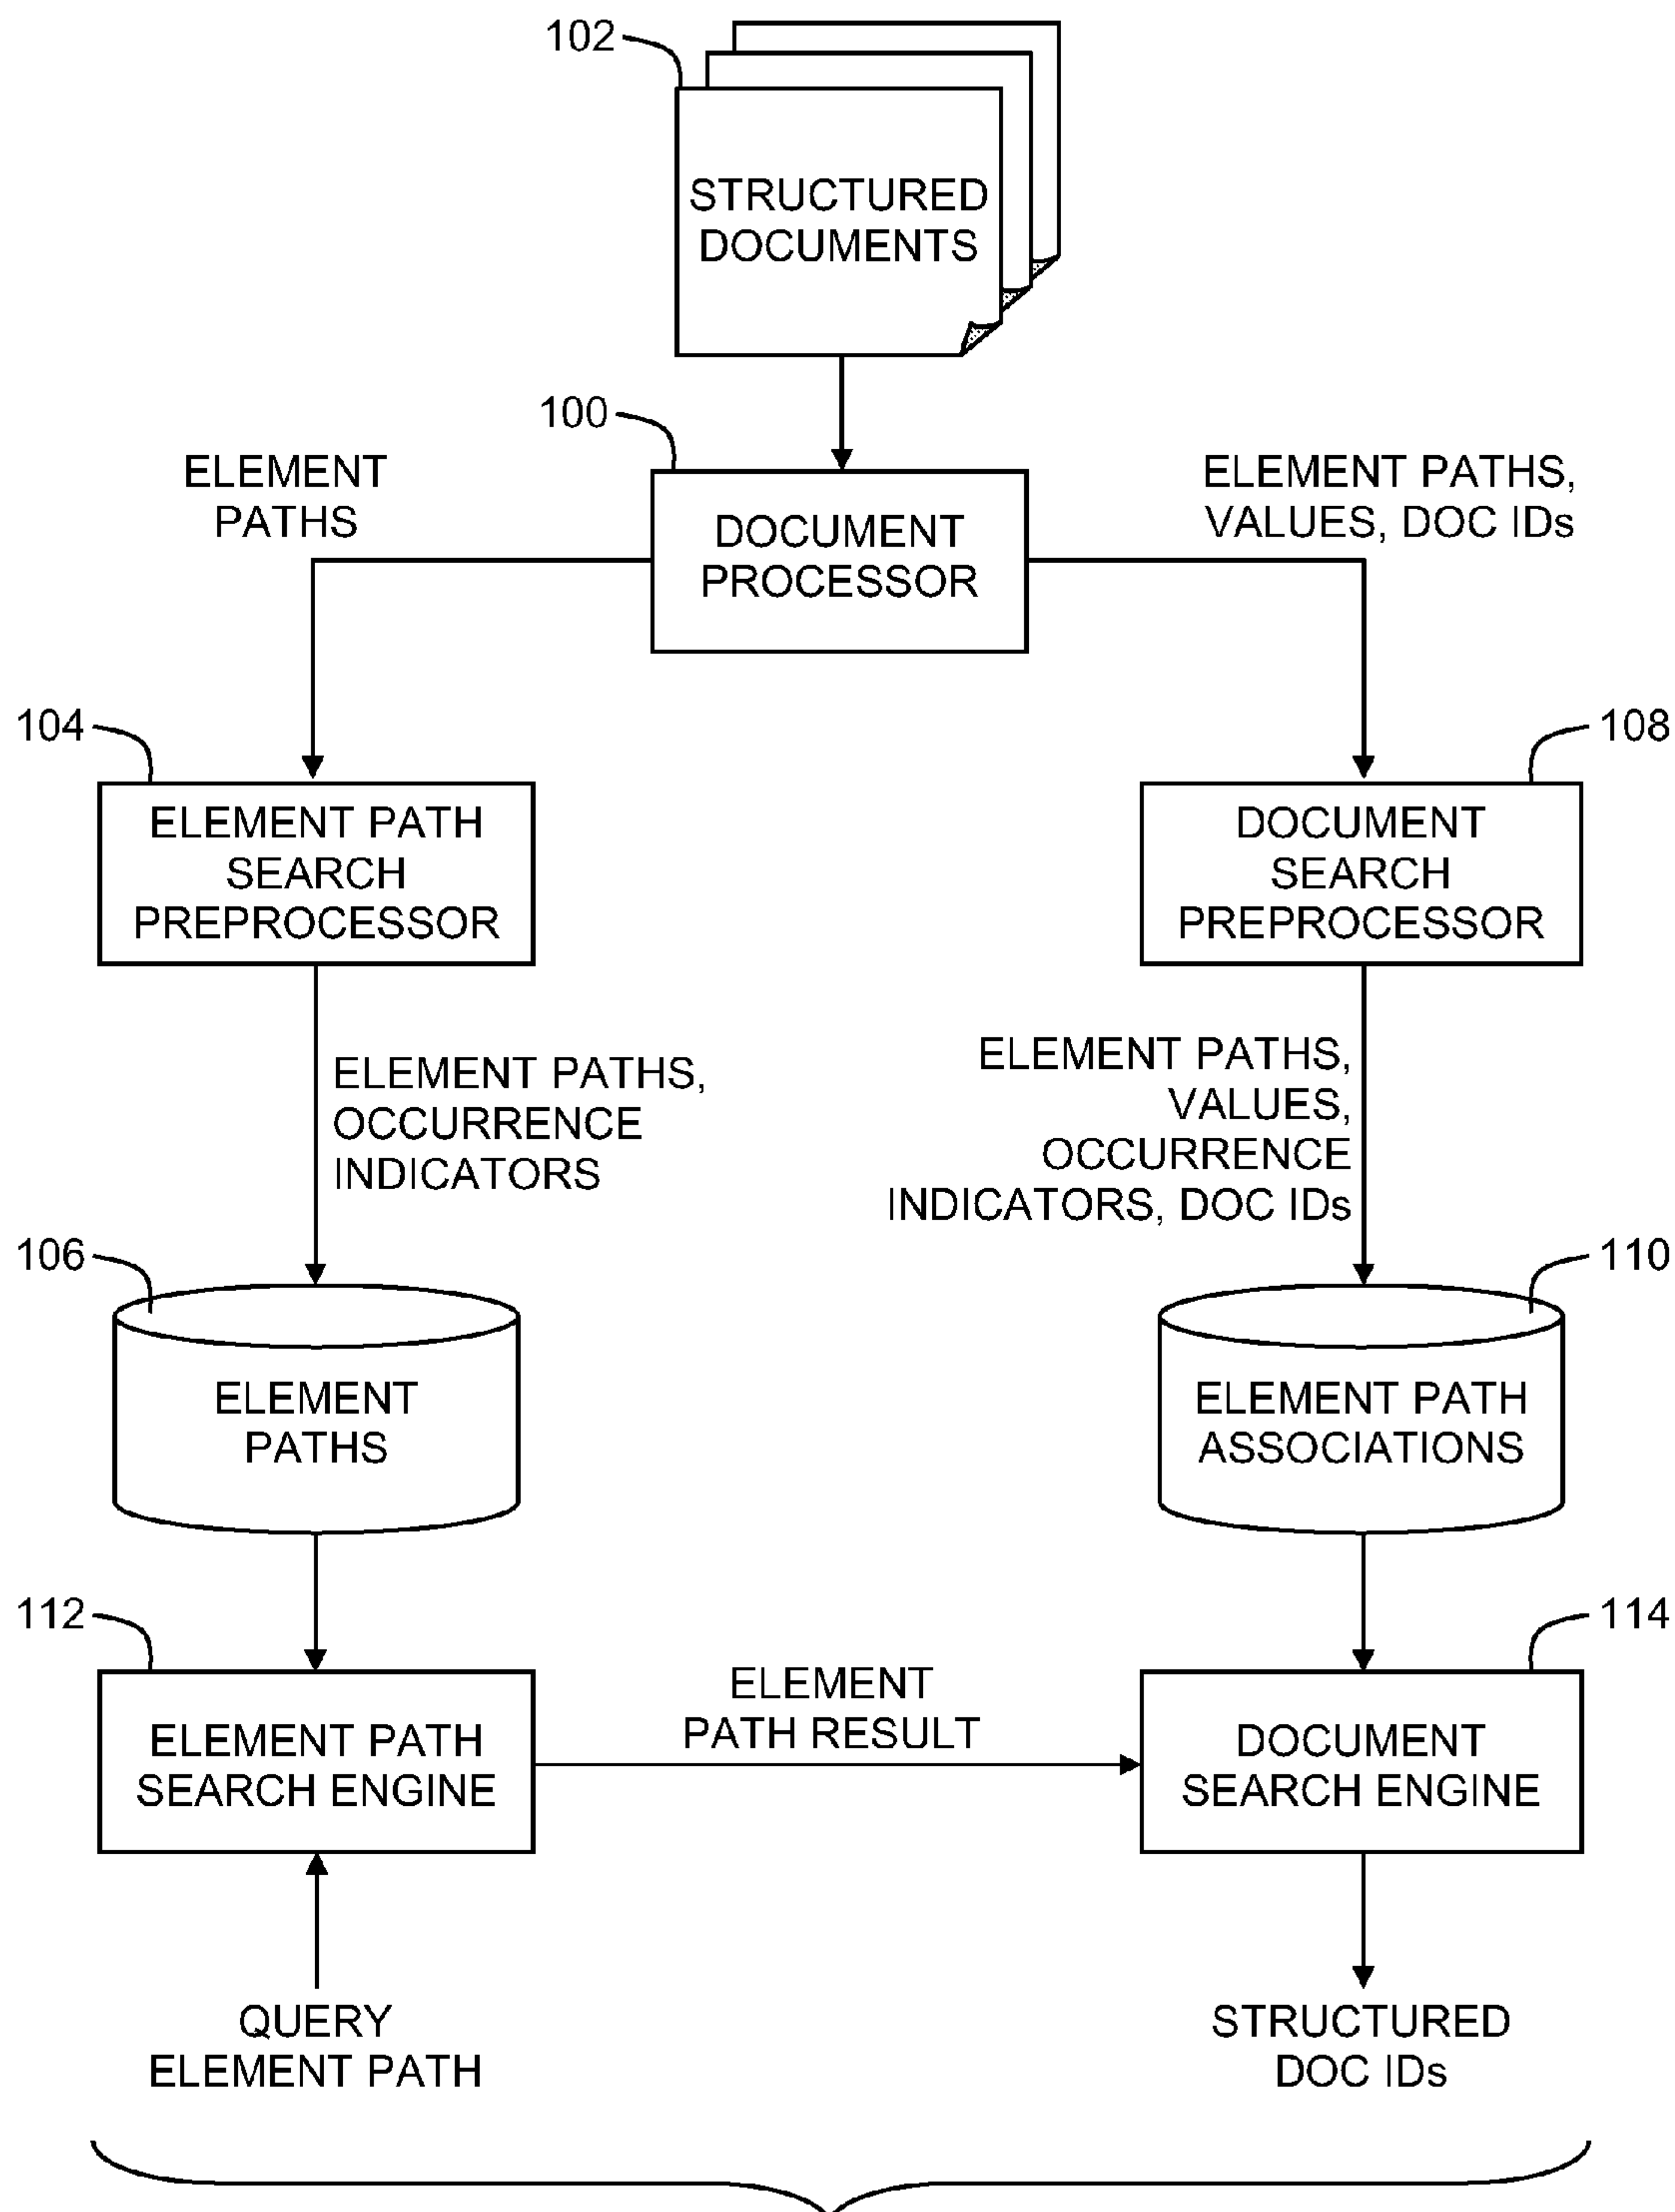 102
STRUCTURED
DOCUMENTS
100
ELEMENT
PATHS
ELEMENT PATHS,
VALUES, DOC IDs
DOCUMENT
PROCESSOR
104
108
ELEMENT PATH
SEARCH
PREPROCESSOR
DOCUMENT
SEARCH
PREPROCESSOR
ELEMENT PATHS,
OCCURRENCE
INDICATORS
ELEMENT PATHS,
VALUES,
OCCURRENCE
INDICATORS, DOC IDs
106
110
ELEMENT
PATHS
ELEMENT PATH
ASSOCIATIONS
112
114
ELEMENT PATH
SEARCH ENGINE
ELEMENT
PATH RESULT
DOCUMENT
SEARCH ENGINE
QUERY
ELEMENT PATH
STRUCTURED
DOC IDs